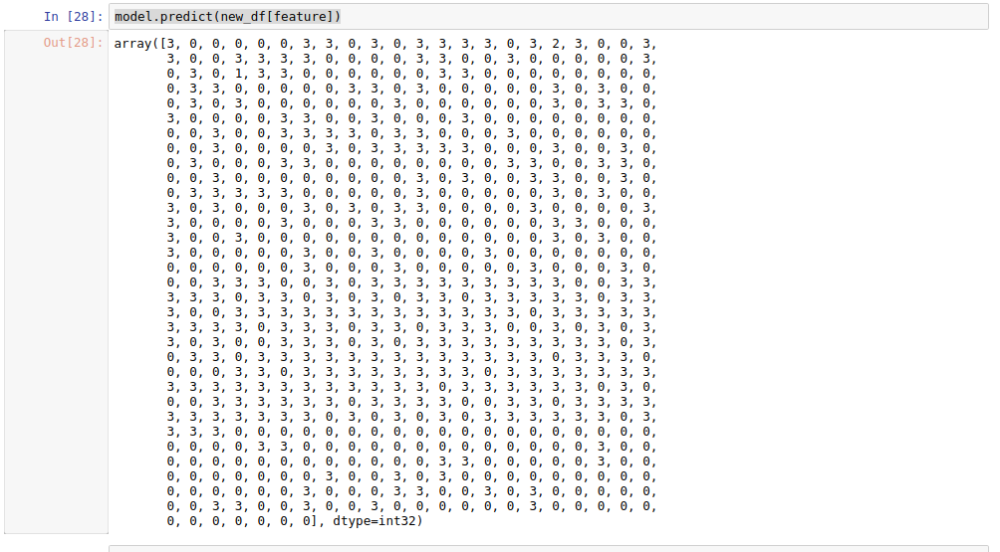 In [28]: model.predict(new_df[feature])
Out[28]: array([3, 0, 0, 0, 0, 0, 3, 3, 0, 3, 0, 3, 3, 3, 3, 0, 3, 2, 3, 0, 0, 3,
3, 0, 0, 3, 3, 3, 3, 0, 0, 0, 0, 3, 3, 0, 0, 3, 0, 0, 0, 0, 0, 3,
0, 3, 0, 1, 3, 3, 0, 0, 0, 0, 0, 0, 3, 3, 0, 0, 0, 0, 0, 0, 0, 0,
0, 3, 3, 0, 0, 0, 0, 0, 3, 3, 0, 3, 0, 0, 0, 0, 0, 3, 0, 3, 0, 0,
0, 3, 0, 3, 0, 0, 0, 0, 0, 0, 3, 0, 0, 0, 0, 0, 0, 3, 0, 3, 3, 0,
3, 0, 0, 0, 0, 3, 3, 0, 0, 3, 0, 0, 0, 3, 0, 0, 0, 0, 0, 0, 0, 0,
0, 0, 3, 0, 0, 3, 3, 3, 3, 0, 3, 3, 0, 0, 0, 3, 0, 0, 0, 0, 0, 0,
0, 0, 3, 0, 0, 0, 0, 3, 0, 3, 3, 3, 3, 3, 0, 0, 0, 3, 0, 0, 3, 0,
0, 3, 0, 0, 0, 3, 3, 0, 0, 0, 0, 0, 0, 0, 0, 3, 3, 0, 0, 3, 3, 0,
0, 0, 3, 0, 0, 0, 0, 0, 0, 0, 0, 3, 0, 3, 0, 0, 3, 3, 0, 0, 3, 0,
0, 3, 3, 3, 3, 3, 0, 0, 0, 0, 0, 3, 0, 0, 0, 0, 0, 3, 0, 3, 0, 0,
3, 0, 3, 0, 0, 0, 3, 0, 3, 0, 3, 3, 0, 0, 0, 0, 3, 0, 0, 0, 0, 3,
3, 0, 0, 0, 0, 3, 0, 0, 0, 3, 3, 0, 0, 0, 0, 0, 0, 3, 3, 0, 0, 0,
3, 0, 0, 3, 0, 0, 0, 0, 0, 0, 0, 0, 0, 0, 0, 0, 0, 3, 0, 3, 0, 0,
3, 0, 0, 0, 0, 0, 3, 0, 0, 3, 0, 0, 0, 0, 3, 0, 0, 0, 0, 0, 0, 0,
0, 0, 0, 0, 0, 0, 3, 0, 0, 0, 3, 0, 0, 0, 0, 0, 3, 0, 0, 0, 3, 0,
0, 0, 3, 3, 3, 0, 0, 3, 0, 3, 3, 3, 3, 3, 3, 3, 3, 3, 0, 0, 3, 3,
3, 3, 3, 0, 3, 3, 0, 3, 0, 3, 0, 3, 3, 0, 3, 3, 3, 3, 3, 0, 3, 3,
3, 0, 0, 3, 3, 3, 3, 3, 3, 3, 3, 3, 3, 3, 3, 3, 0, 3, 3, 3, 3, 3,
3, 3, 3, 3, 0, 3, 3, 3, 0, 3, 3, 0, 3, 3, 3, 0, 0, 3, 0, 3, 0, 3,
3, 0, 3, 0, 0, 3, 3, 3, 0, 3, 3, 3, 3, 3, 3, 3, 3, 3, 3, 3, 0, 3,
0, 3, 3, 0, 3, 3, 3, 3, 3, 3, 3, 3, 3, 3, 3, 3, 3, 0, 3, 3, 3, 0,
0, 0, 0, 3, 3, 0, 3, 3, 3, 3, 3, 3, 3, 3, 0, 3, 3, 3, 3, 3, 3, 3,
3, 3, 3, 3, 3, 3, 3, 3, 3, 3, 3, 3, 0, 3, 3, 3, 3, 3, 3, 0, 3, 0,
0, 0, 3, 3, 3, 3, 3, 3, 0, 3, 3, 3, 3, 0, 0, 3, 3, 0, 3, 3, 3, 3,
3, 3, 3, 3, 3, 3, 3, 0, 3, 0, 3, 0, 3, 0, 3, 3, 3, 3, 3, 3, 0, 3,
3, 3, 3, 0, 0, 0, 0, 0, 0, 0, 0, 0, 0, 0, 0, 0, 0, 0, 0, 0, 0, 0,
0, 0, 0, 0, 3, 3, 0, 0, 0, 0, 0, 0, 0, 0, 0, 0, 0, 0, 0, 3, 0, 0,
0, 0, 0, 0, 0, 0, 0, 0, 0, 0, 0, 0, 3, 3, 0, 0, 0, 0, 0, 3, 0, 0,
0, 0, 0, 0, 0, 0, 0, 3, 0, 0, 3, 0, 3, 0, 0, 0, 0, 0, 0, 0, 0, 0,
0, 0, 0, 0, 0, 0, 3, 0, 0, 0, 3, 3, 0, 0, 3, 0, 3, 0, 0, 0, 0, 0,
0, 0, 3, 3, 0, 0, 3, 0, 3, 3, 0, 0, 0, 0, 0, 0, 3, 0, 0, 0, 0, 0,
0, 0, 0, 0, 0, 0, 0], dtype=int32)